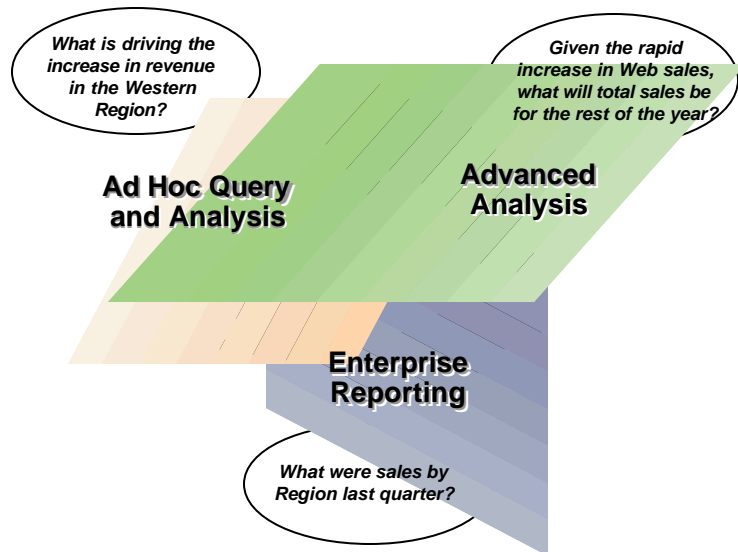 What is driving the
increase in revenue
in the Western
Region?
Given the rapid
increase in Web sales,
what will total sales be
for the rest of the year?
Ad Hoc Query
and Analysis
Advanced
Analysis
Enterprise
Reporting
What were sales by
Region last quarter?